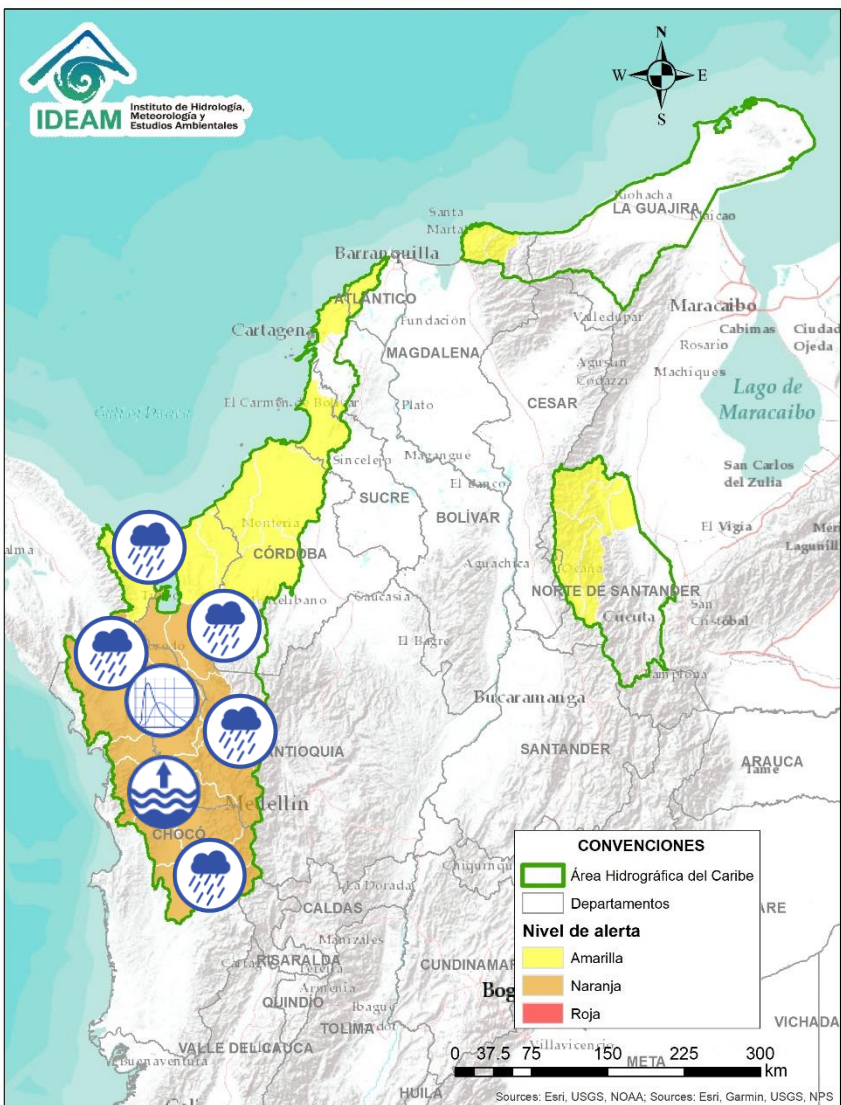 IDEAM
Instituto de Hidrología,
Meteorología y
Estudios Ambientales
N
W
E
S
Riohacha
LA GUAJIRA
Maicao
Santa
Marta
Barranquilla
ATLÁNTICO
Maracaibo
Cartagena
Fundación
Valledupar
Cabimas
Ciudad
Ojeda
Rosario
MAGDALENA
Machiques
Agustín
Codazzi
Lago de
Maracaibo
CESAR
El Carmen de Bolívar
Plato
Sincelejo
Magangue
San Carlos
del Zulia
El Banco
SUCRE
BOLÍVAR
Montería
El Vigía
CÓRDOBA
Aguachica
Ocaña
NORTE DE SANTANDER
Caucasia
San
Cristóbal
Cucuta
El Bagre
Pamplona
Bucaramanga
ANTIOQUIA
SANTANDER
ARAUCA
Tame
Medellín
CHOCÓ
La Dorada
CALDAS
Manizales
RISARALDA
Pereira
Armenia
QUINDÍO
Ibague
TOLIMA
VALLE DEL CAUCA
Buenaventura
HUILA
Villavicencio
META
VICHADA
CONVENCIONES
Área Hidrográfica del Caribe
Departamentos
Nivel de alerta
Amarilla
Naranja
Roja
0 37.5 75 150 225 300
km
Sources: Esri, USGS, NOAA; Sources: Esri, Garmin, USGS, NPS